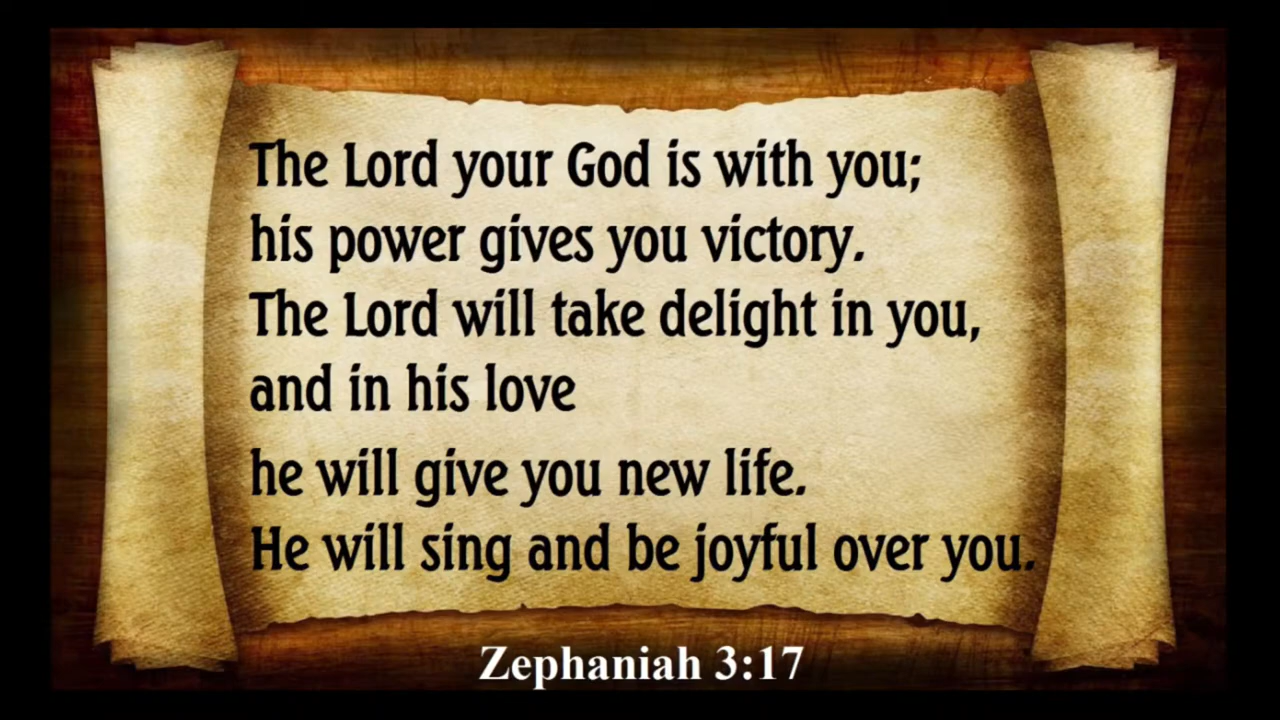 The Lord your God is with you;
his power gives you victory.
The Lord will take delight in you,
and in his love
he will give you new life.
He will sing and be joyful over you.
Zephaniah 3:17